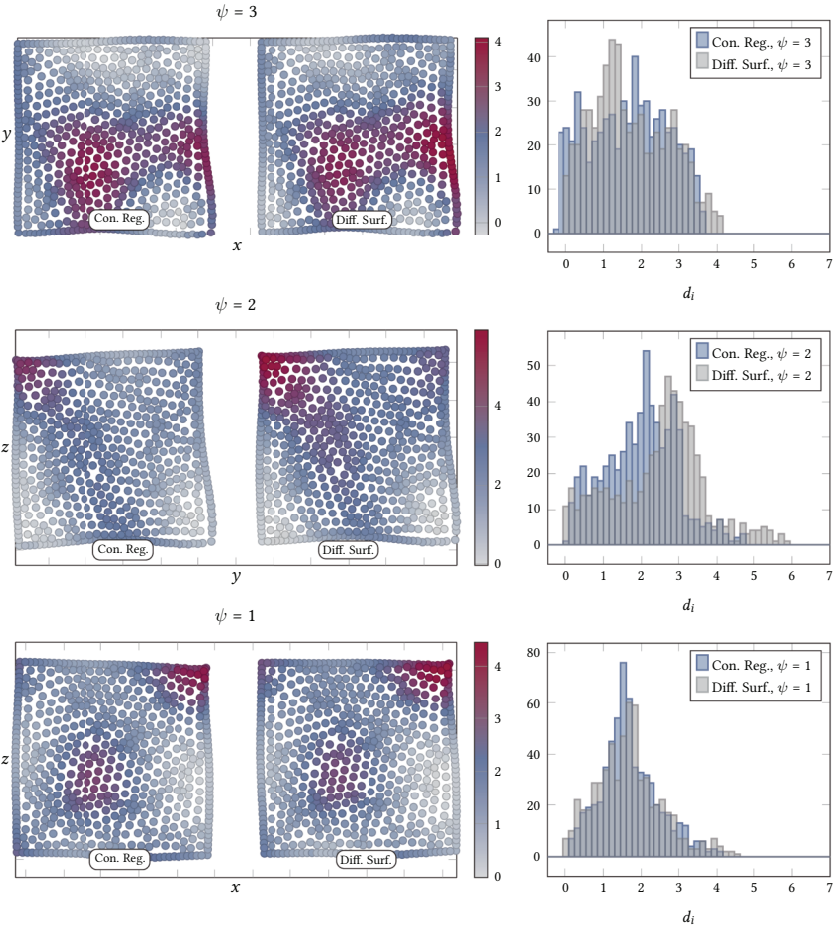 ψ = 3
y
Con. Reg.
Diff. Surf.
x
4
3
2
1
0
Con. Reg., ψ = 3
Diff. Surf., ψ = 3
40
30
20
10
0
0 1 2 3 4 5 6 7
d_i
ψ = 2
z
Con. Reg.
Diff. Surf.
y
4
2
0
Con. Reg., ψ = 2
Diff. Surf., ψ = 2
50
40
30
20
10
0
0 1 2 3 4 5 6 7
d_i
ψ = 1
z
Con. Reg.
Diff. Surf.
x
4
3
2
1
0
Con. Reg., ψ = 1
Diff. Surf., ψ = 1
80
60
40
20
0
0 1 2 3 4 5 6 7
d_i